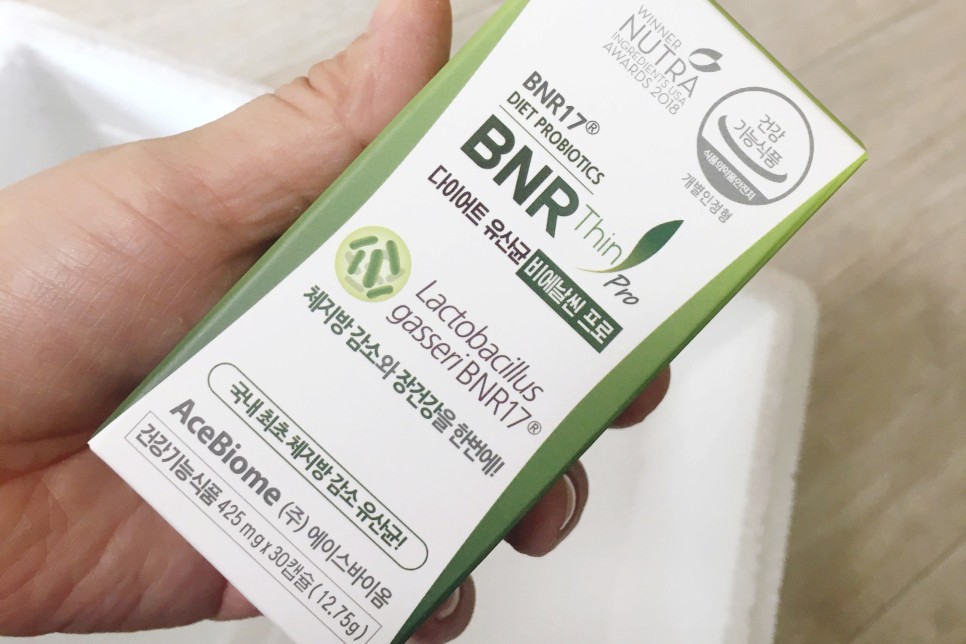 WINNER
NUTRA
INGREDIENTS USA
AWARDS 2018
건강
기능식품
식품의약품안전처
개별인정형
BNR17®
DIET PROBIOTICS
BNR Thin
Pro
다이어트 유산균 비에날씬 프로
Lactobacillus
gasseri BNR17®
체지방 감소와 장건강을 한번에!
국내 최초 체지방 감소 유산균!
AceBiome (주) 에이스바이옴
건강기능식품 425 mg x 30캡슐 ( 12.75g )